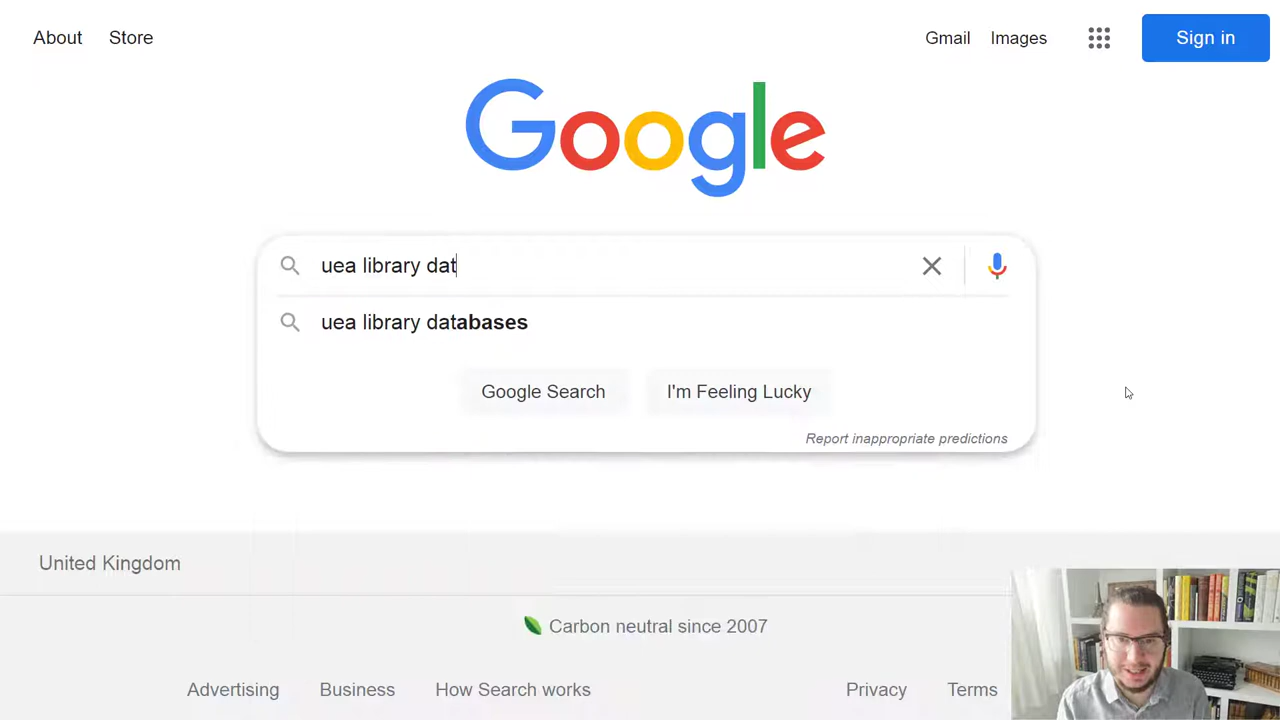 About Store Gmail Images Sign in
Google
uea library dat
uea library databases
Google Search I'm Feeling Lucky
Report inappropriate predictions
United Kingdom
Carbon neutral since 2007
Advertising Business How Search works Privacy Terms